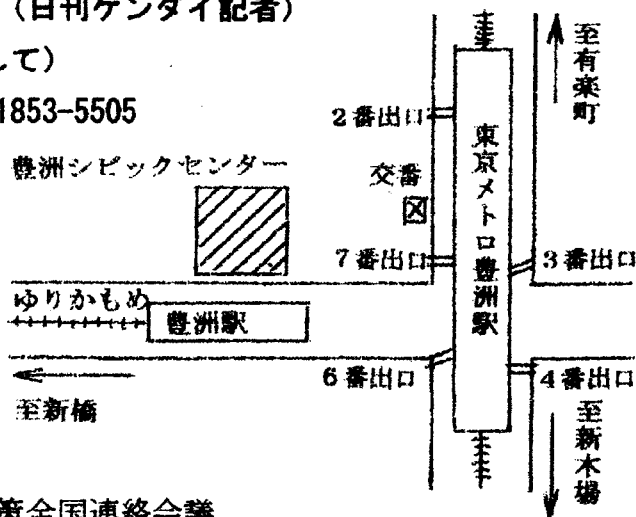 （日刊ゲンダイ記者）
して）
1853-5505
至有楽町
2番出口
豊洲シビックセンター
交番
東京メトロ豊洲駅
7番出口
3番出口
ゆりかもめ
豊洲駅
6番出口
4番出口
至新橋
至新木場
策全国連絡会議